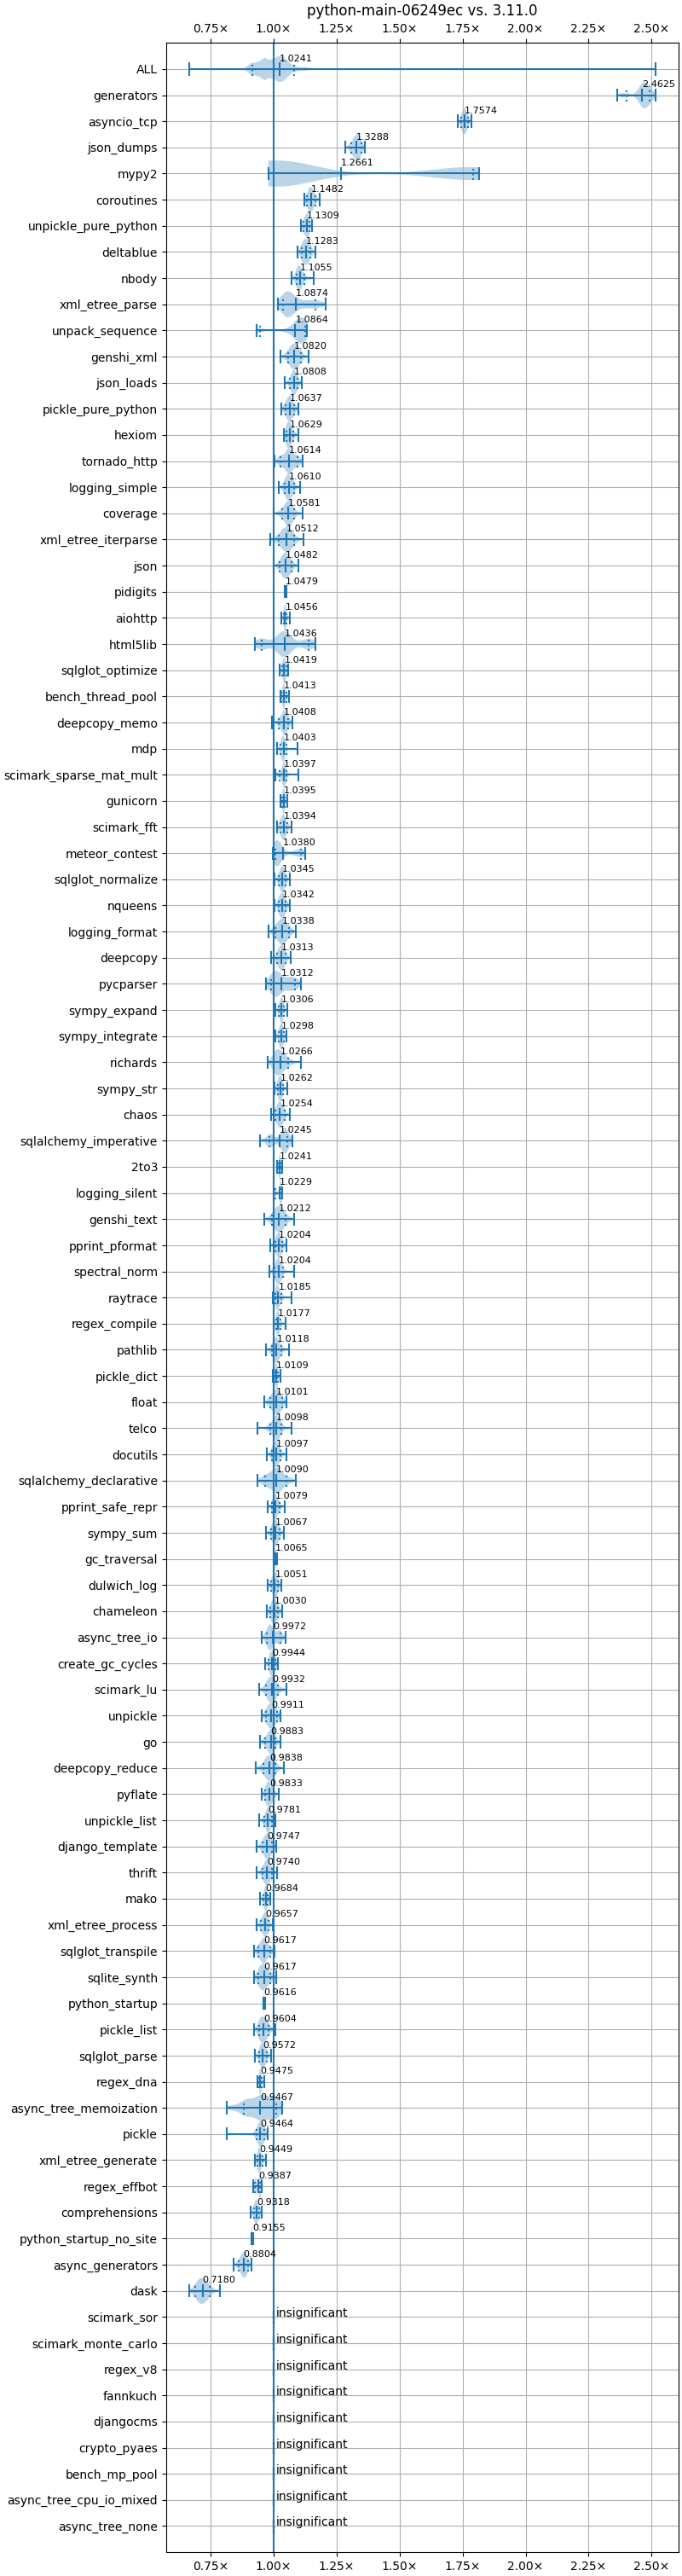 python-main-06249ec vs. 3.11.0
0.75× 1.00× 1.25× 1.50× 1.75× 2.00× 2.25× 2.50×
ALL 1.0241
generators 2.4625
asyncio_tcp 1.7574
json_dumps 1.3288
mypy2 1.2661
coroutines 1.1482
unpickle_pure_python 1.1309
deltablue 1.1283
nbody 1.1055
xml_etree_parse 1.0874
unpack_sequence 1.0864
genshi_xml 1.0820
json_loads 1.0808
pickle_pure_python 1.0637
hexiom 1.0629
tornado_http 1.0614
logging_simple 1.0610
coverage 1.0581
xml_etree_iterparse 1.0512
json 1.0482
pidigits 1.0479
aiohttp 1.0456
html5lib 1.0436
sqlglot_optimize 1.0419
bench_thread_pool 1.0413
deepcopy_memo 1.0408
mdp 1.0403
scimark_sparse_mat_mult 1.0397
gunicorn 1.0395
scimark_fft 1.0394
meteor_contest 1.0380
sqlglot_normalize 1.0345
nqueens 1.0342
logging_format 1.0338
deepcopy 1.0313
pycparser 1.0312
sympy_expand 1.0306
sympy_integrate 1.0298
richards 1.0266
sympy_str 1.0262
chaos 1.0254
sqlalchemy_imperative 1.0245
2to3 1.0241
logging_silent 1.0229
genshi_text 1.0212
pprint_pformat 1.0204
spectral_norm 1.0204
raytrace 1.0185
regex_compile 1.0177
pathlib 1.0118
pickle_dict 1.0109
float 1.0101
telco 1.0098
docutils 1.0097
sqlalchemy_declarative 1.0090
pprint_safe_repr 1.0079
sympy_sum 1.0067
gc_traversal 1.0065
dulwich_log 1.0051
chameleon 1.0030
async_tree_io 0.9972
create_gc_cycles 0.9944
scimark_lu 0.9932
unpickle 0.9911
go 0.9883
deepcopy_reduce 0.9838
pyflate 0.9833
unpickle_list 0.9781
django_template 0.9747
thrift 0.9740
mako 0.9684
xml_etree_process 0.9657
sqlglot_transpile 0.9617
sqlite_synth 0.9617
python_startup 0.9616
pickle_list 0.9604
sqlglot_parse 0.9572
regex_dna 0.9475
async_tree_memoization 0.9467
pickle 0.9464
xml_etree_generate 0.9449
regex_effbot 0.9387
comprehensions 0.9318
python_startup_no_site 0.9155
async_generators 0.8804
dask 0.7180
scimark_sor insignificant
scimark_monte_carlo insignificant
regex_v8 insignificant
fannkuch insignificant
djangocms insignificant
crypto_pyaes insignificant
bench_mp_pool insignificant
async_tree_cpu_io_mixed insignificant
async_tree_none insignificant
0.75× 1.00× 1.25× 1.50× 1.75× 2.00× 2.25× 2.50×